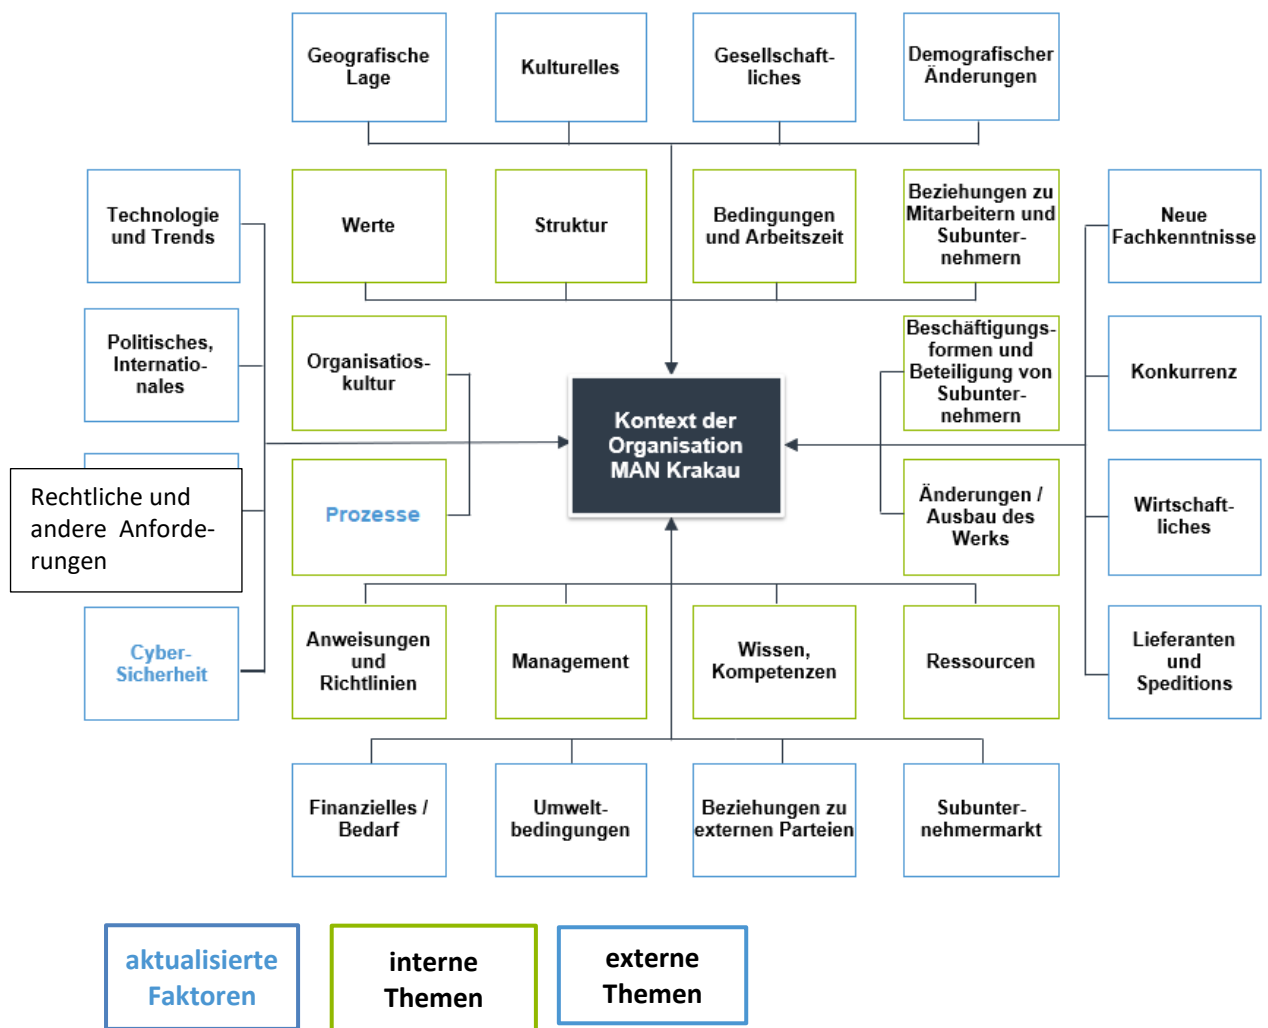 Geografische
Lage
Kulturelles
Gesellschaft-
liches
Demografischer
Änderungen
Technologie
und Trends
Werte
Struktur
Bedingungen
und Arbeitszeit
Beziehungen zu
Mitarbeitern und
Subunter-
nehmern
Neue
Fachkenntnisse
Politisches,
Internatio-
nales
Organisatios-
kultur
Kontext der
Organisation
MAN Krakau
Beschäftigungs-
formen und
Beteiligung von
Subunter-
nehmern
Konkurrenz
Rechtliche und
andere Anforde-
rungen
Prozesse
Änderungen /
Ausbau des
Werks
Wirtschaft-
liches
Cyber-
Sicherheit
Anweisungen
und
Richtlinien
Management
Wissen,
Kompetenzen
Ressourcen
Lieferanten
und
Speditions
Finanzielles /
Bedarf
Umwelt-
bedingungen
Beziehungen zu
externen Parteien
Subunter-
nehmermarkt
aktualisierte
Faktoren
interne
Themen
externe
Themen